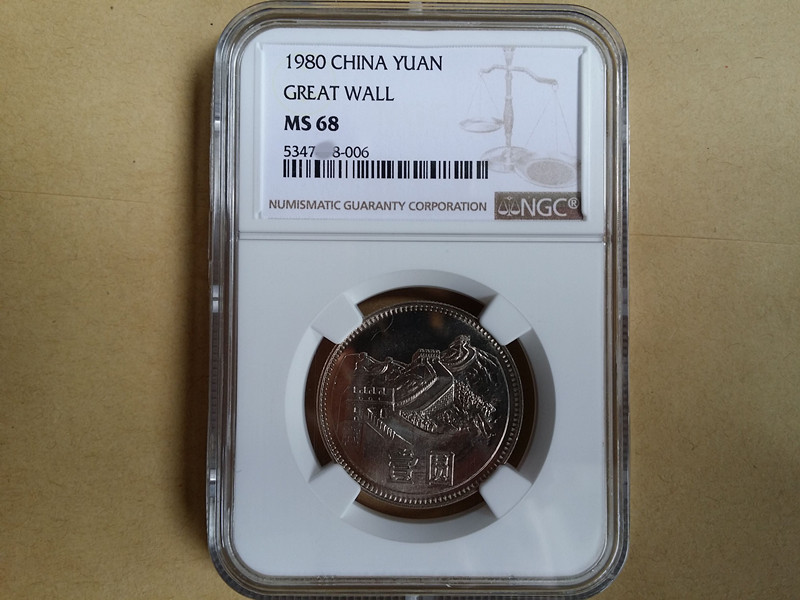 1980 CHINA YUAN
GREAT WALL
MS 68
5347 8-006
NUMISMATIC GUARANTY CORPORATION NGC®
壹圆